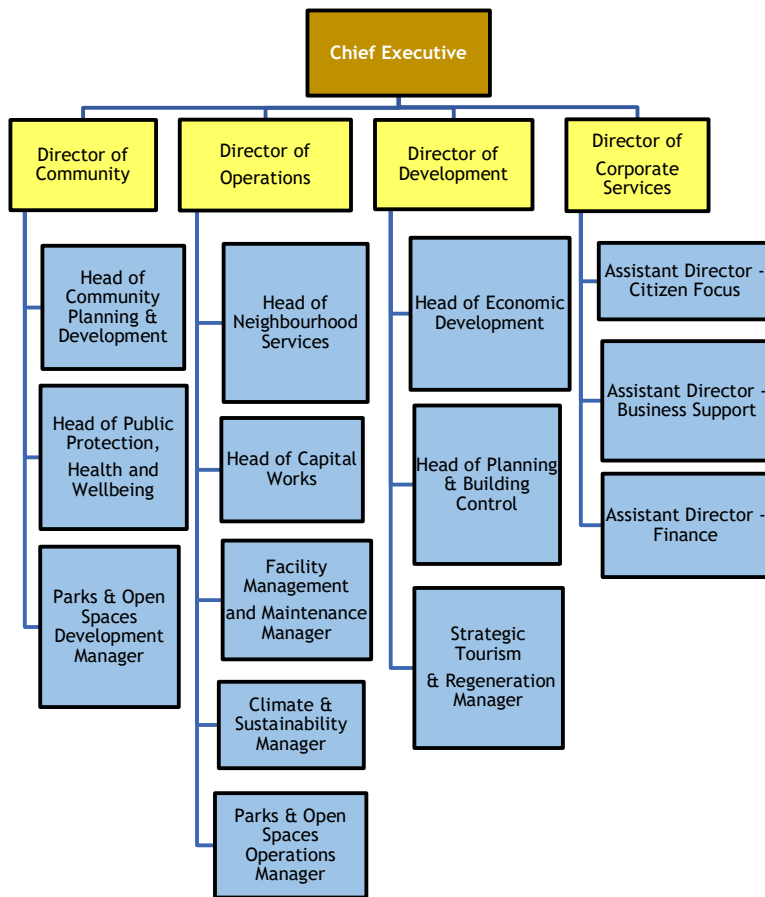 Chief Executive
Director of
Community
Director of
Operations
Director of
Development
Director of
Corporate
Services
Head of
Community
Planning &
Development
Head of Public
Protection,
Health and
Wellbeing
Parks & Open
Spaces
Development
Manager
Head of
Neighbourhood
Services
Head of Capital
Works
Facility
Management
and Maintenance
Manager
Climate &
Sustainability
Manager
Parks & Open
Spaces
Operations
Manager
Head of Economic
Development
Head of Planning
& Building
Control
Strategic
Tourism
& Regeneration
Manager
Assistant Director -
Citizen Focus
Assistant Director -
Business Support
Assistant Director -
Finance